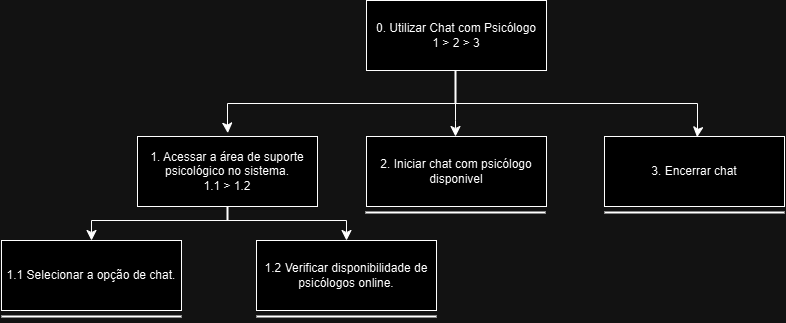 0. Utilizar Chat com Psicólogo
1 > 2 > 3
1. Acessar a área de suporte
psicológico no sistema.
1.1 > 1.2
2. Iniciar chat com psicólogo
disponivel
3. Encerrar chat
1.1 Selecionar a opção de chat.
1.2 Verificar disponibilidade de
psicólogos online.